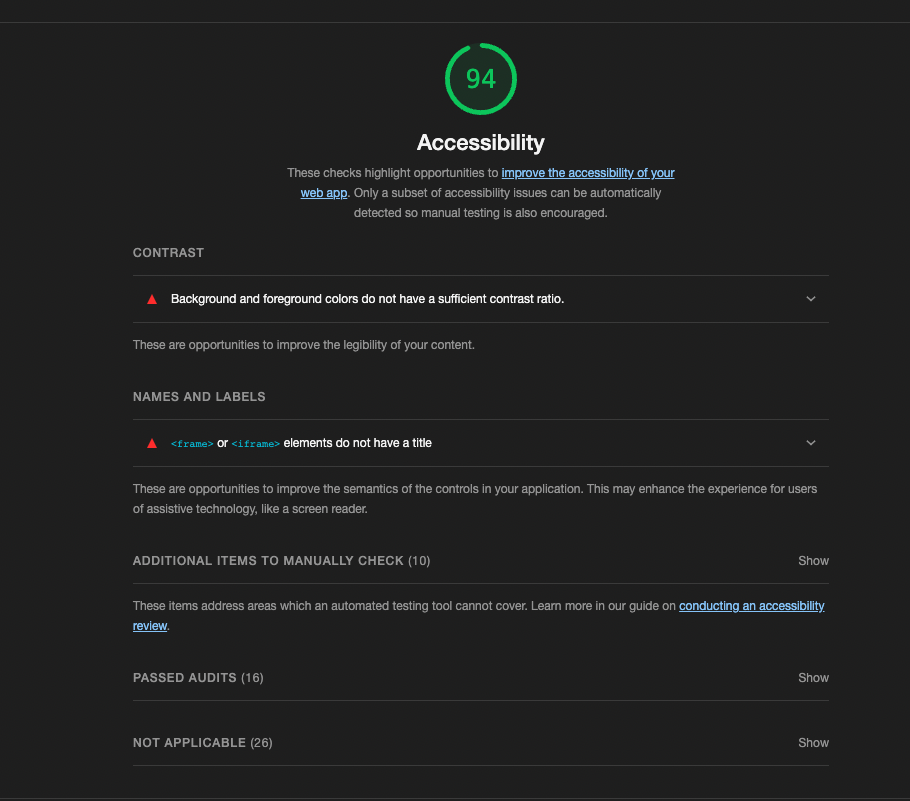 94
Accessibility
These checks highlight opportunities to improve the accessibility of your
web app. Only a subset of accessibility issues can be automatically
detected so manual testing is also encouraged.
CONTRAST
Background and foreground colors do not have a sufficient contrast ratio.
These are opportunities to improve the legibility of your content.
NAMES AND LABELS
<frame> or <iframe> elements do not have a title
These are opportunities to improve the semantics of the controls in your application. This may enhance the experience for users
of assistive technology, like a screen reader.
ADDITIONAL ITEMS TO MANUALLY CHECK (10) Show
These items address areas which an automated testing tool cannot cover. Learn more in our guide on conducting an accessibility
review.
PASSED AUDITS (16) Show
NOT APPLICABLE (26) Show